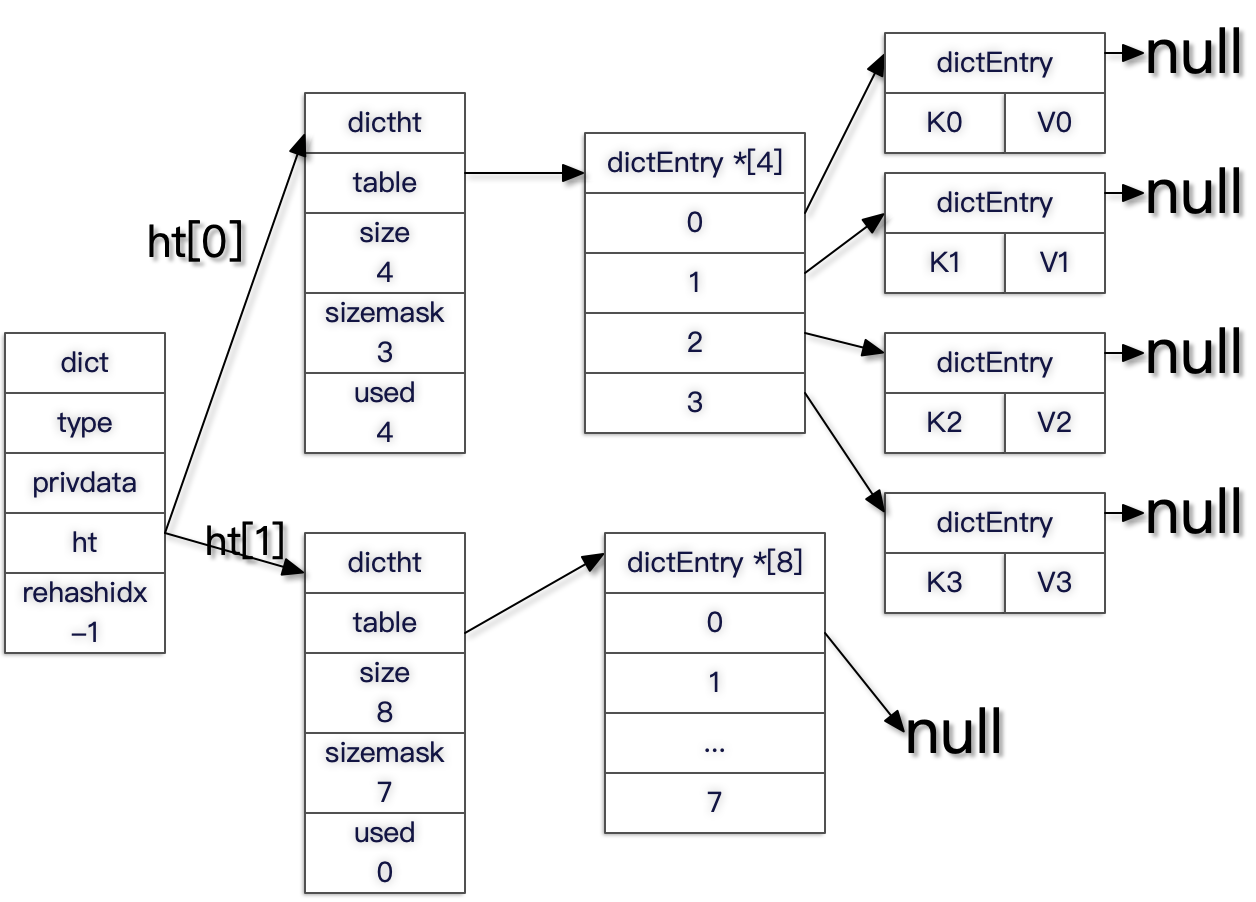 dict
type
privdata
ht
rehashidx
–1
ht[0]
ht[1]
dictht
table
size
4
sizemask
3
used
4
dictEntry *[4]
0
1
2
3
dictEntry
K0 V0
null
dictEntry
K1 V1
null
dictEntry
K2 V2
null
dictEntry
K3 V3
null
dictht
table
size
8
sizemask
7
used
0
dictEntry *[8]
0
1
...
7
null